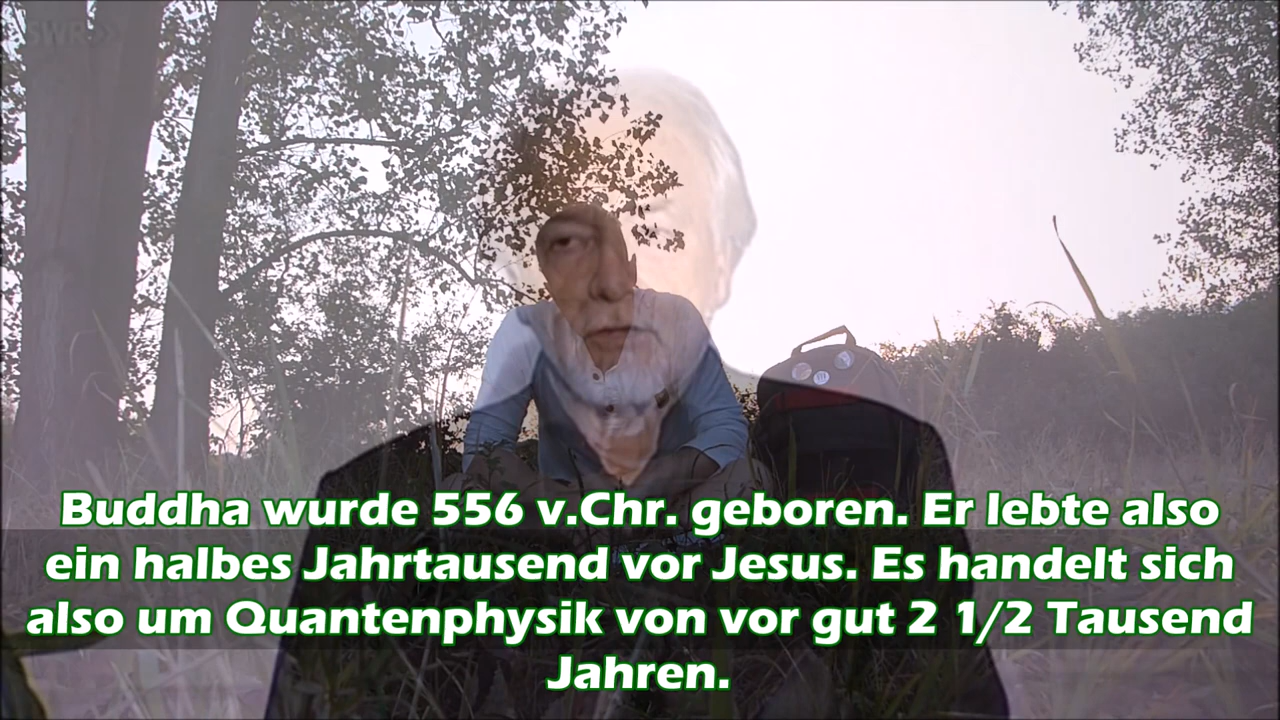 SWR»
Buddha wurde 556 v.Chr. geboren. Er lebte also
ein halbes Jahrtausend vor Jesus. Es handelt sich
also um Quantenphysik von vor gut 2 1/2 Tausend
Jahren.